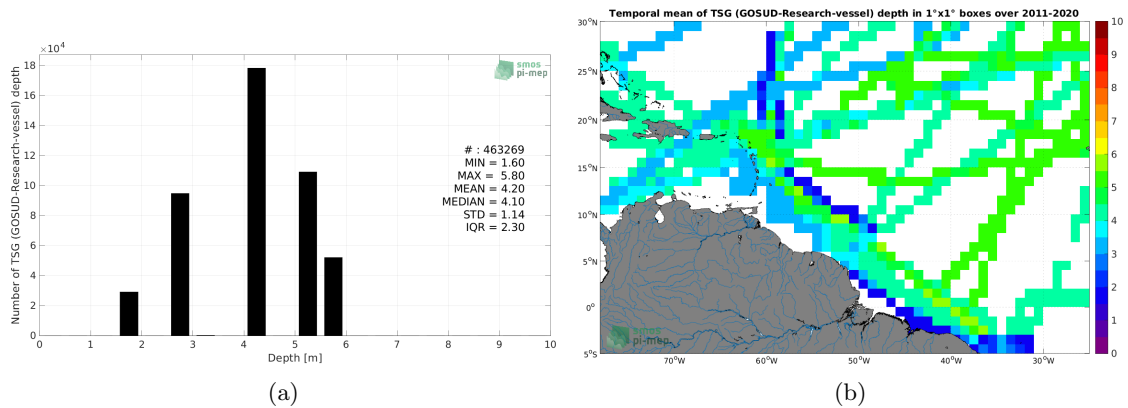 ×10⁴
18
16
14
12
10
8
6
4
2
0
Number of TSG (GOSUD-Research-vessel) depth
0 1 2 3 4 5 6 7 8 9 10
Depth [m]
smos
pi-mep
# : 463269
MIN = 1.60
MAX = 5.80
MEAN = 4.20
MEDIAN = 4.10
STD = 1.14
IQR = 2.30
(a)
Temporal mean of TSG (GOSUD-Research-vessel) depth in 1°x1° boxes over 2011-2020
30°N
25°N
20°N
15°N
10°N
5°N
0°
5°S
70°W 60°W 50°W 40°W 30°W
smos
pi-mep
10
9
8
7
6
5
4
3
2
1
0
(b)